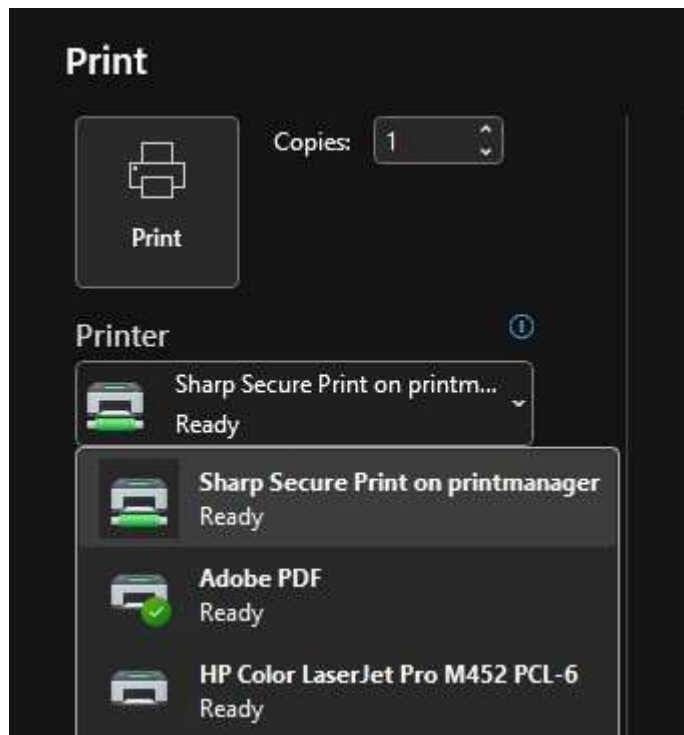 Print
Copies: 1
Print
Printer
Sharp Secure Print on printm...
Ready
Sharp Secure Print on printmanager
Ready
Adobe PDF
Ready
HP Color LaserJet Pro M452 PCL-6
Ready